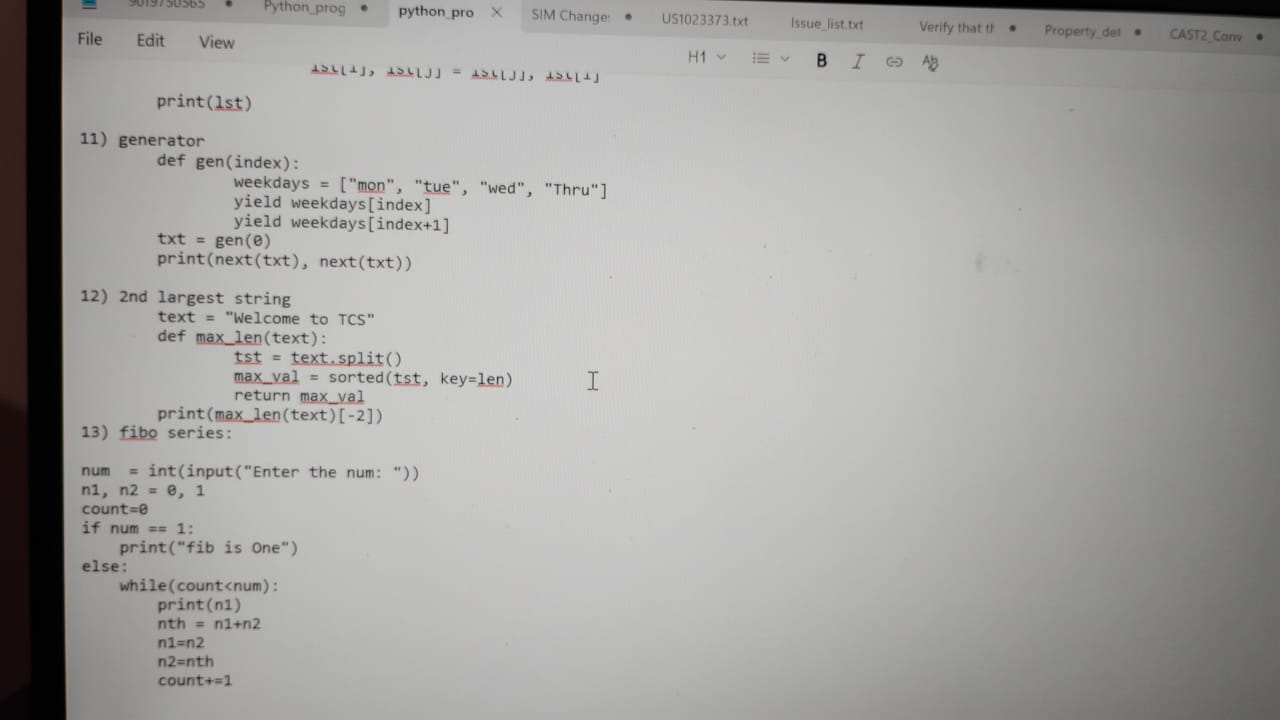 Python_prog
python_pro
SIM Change:
US1023373.txt
Issue_list.txt
Verify that th
Property_det
CAST2_Conv
File Edit View H1 B I
lst[i], lst[j] = lst[j], lst[i]
print(lst)
11) generator
def gen(index):
weekdays = ["mon", "tue", "wed", "Thru"]
yield weekdays[index]
yield weekdays[index+1]
txt = gen(0)
print(next(txt), next(txt))
12) 2nd largest string
text = "Welcome to TCS"
def max_len(text):
tst = text.split()
max_val = sorted(tst, key=len)
return max_val
print(max_len(text)[-2])
13) fibo series:
num  = int(input("Enter the num: "))
n1, n2 = 0, 1
count=0
if num == 1:
print("fib is One")
else:
while(count<num):
print(n1)
nth = n1+n2
n1=n2
n2=nth
count+=1